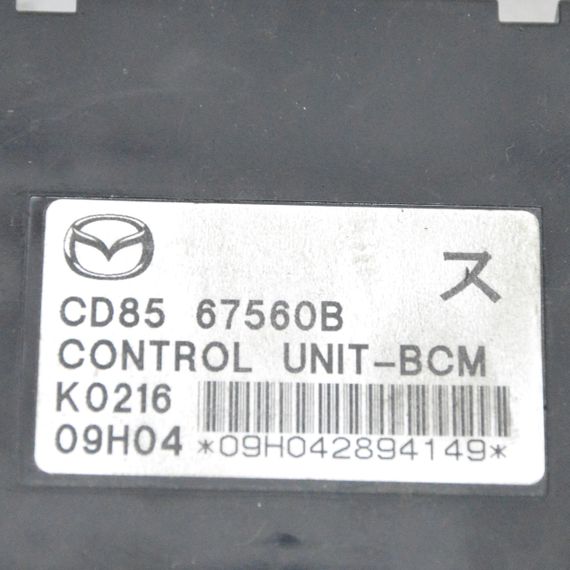 ス
CD85 67560B
CONTROL UNIT-BCM
K0216
09H04 *09H042894149*